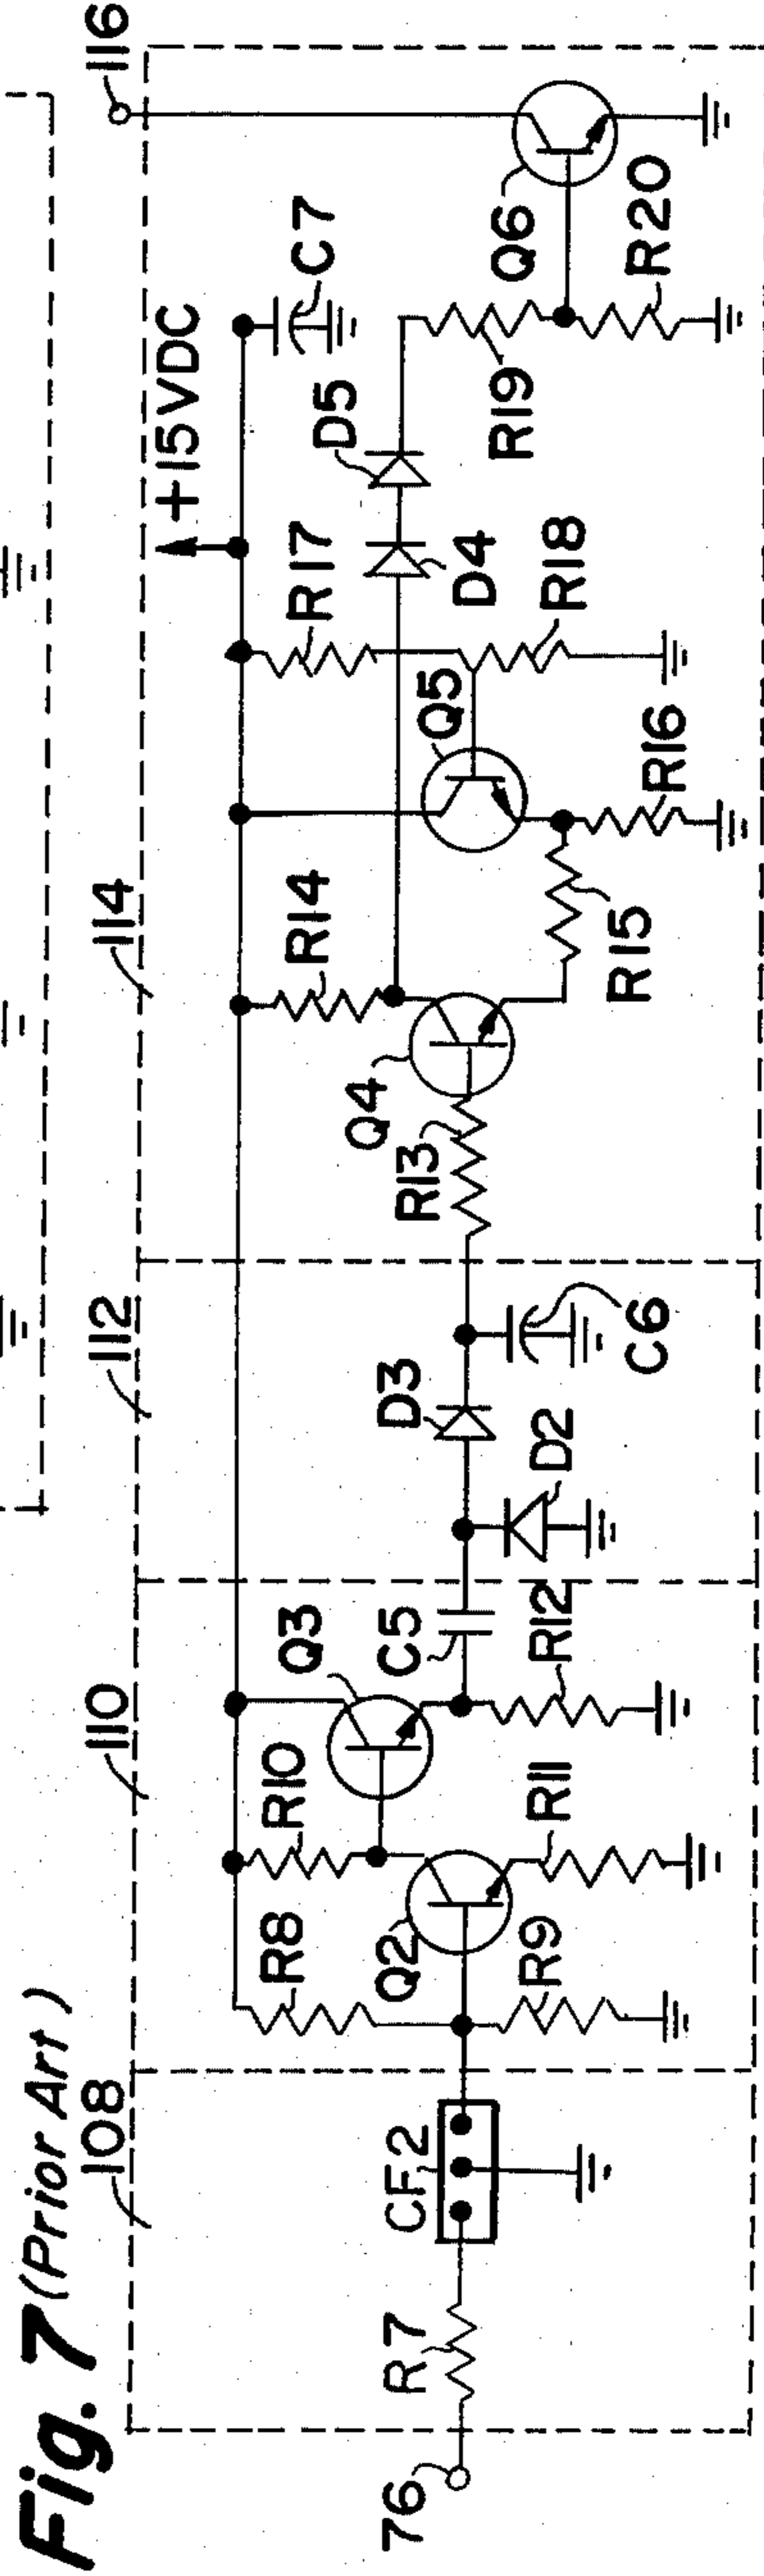 Fig. 7 (Prior Art)
108
110
112
114
116
+15VDC
76
R7
CF2
R8
R9
Q2
R10
R11
Q3
R12
C5
D2
D3
C6
R13
Q4
R14
R15
Q5
R16
R17
R18
D4
D5
C7
R19
R20
Q6